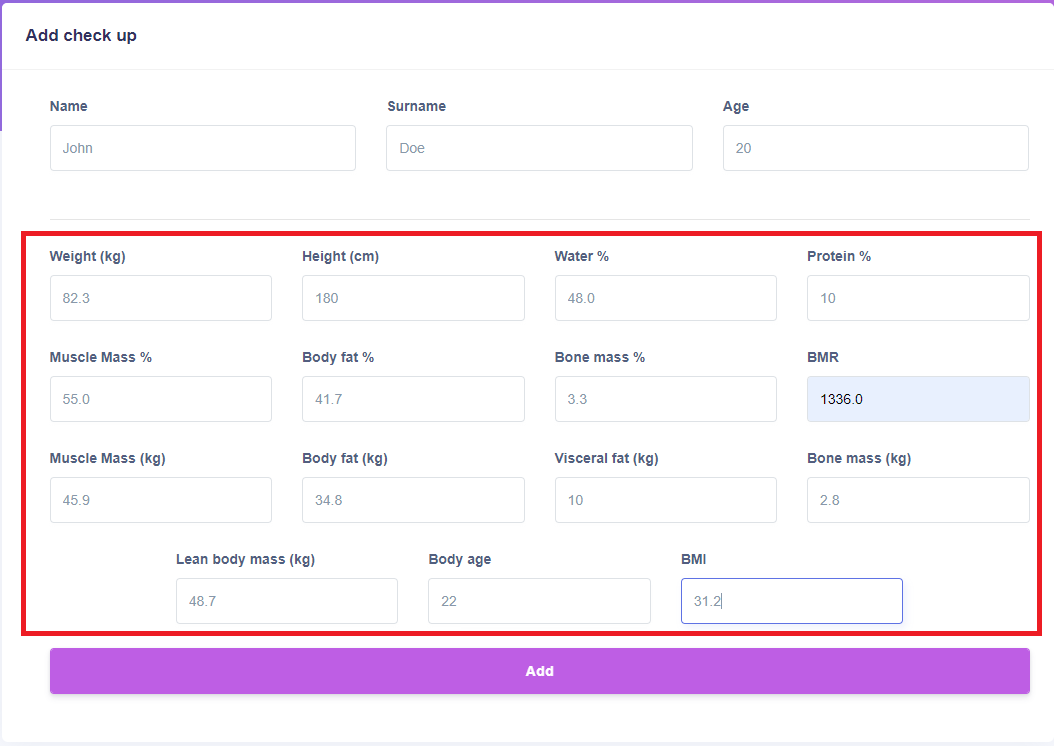 Add check up
Name Surname Age
John Doe 20
Weight (kg) Height (cm) Water % Protein %
82.3 180 48.0 10
Muscle Mass % Body fat % Bone mass % BMR
55.0 41.7 3.3 1336.0
Muscle Mass (kg) Body fat (kg) Visceral fat (kg) Bone mass (kg)
45.9 34.8 10 2.8
Lean body mass (kg) Body age BMI
48.7 22 31.2
Add